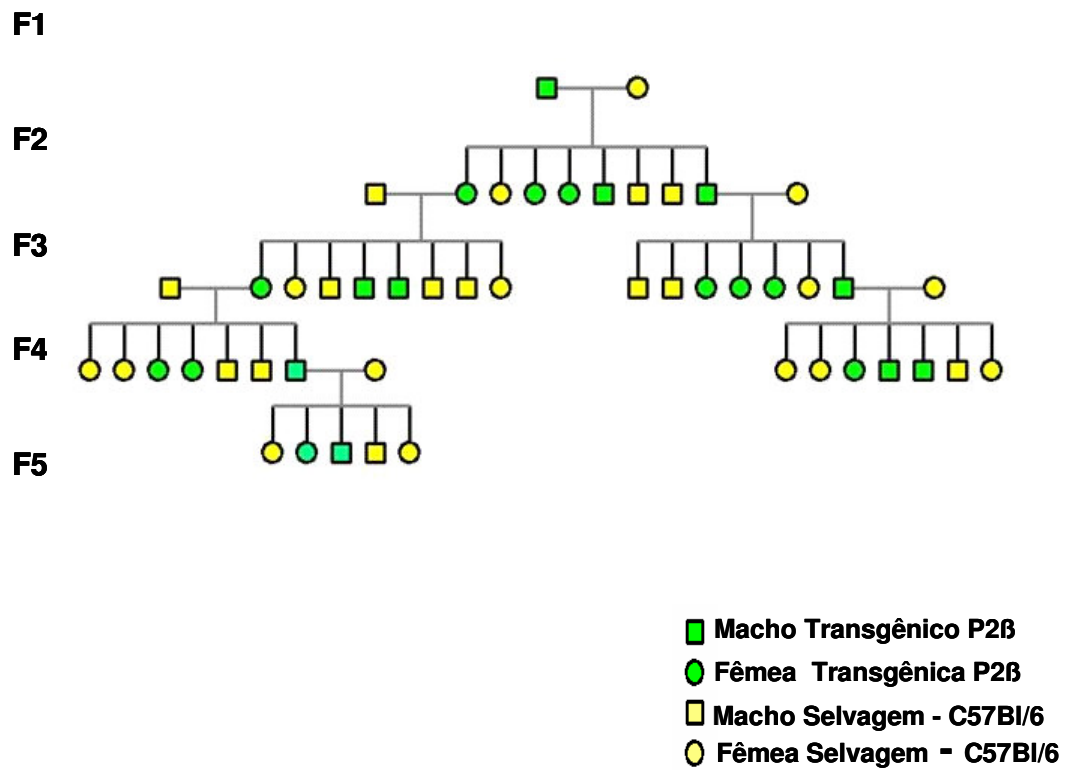 F1
F2
F3
F4
F5
Macho Transgênico P2ß
Fêmea Transgênica P2ß
Macho Selvagem - C57Bl/6
Fêmea Selvagem - C57Bl/6